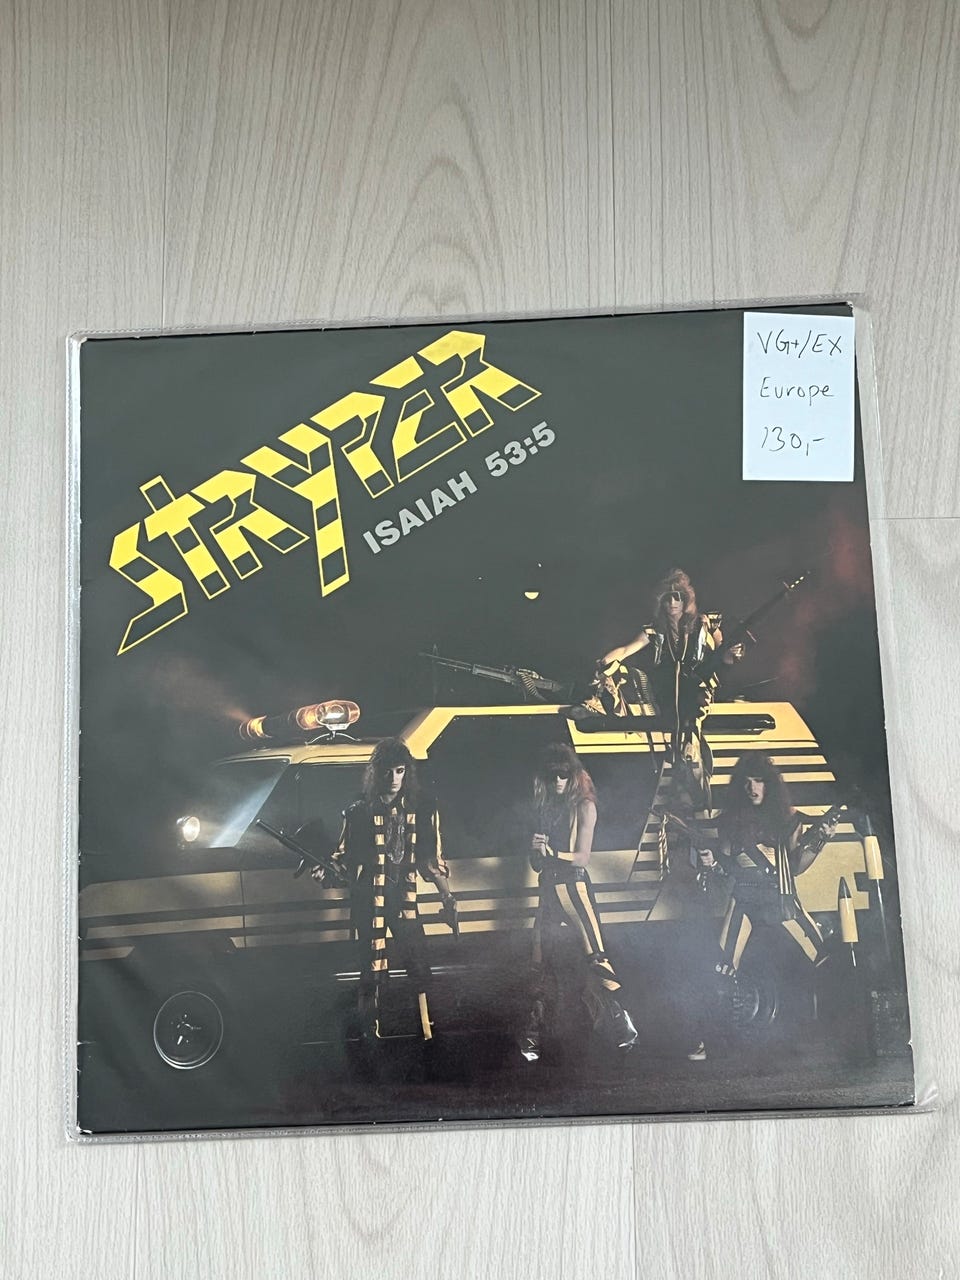 STRYPER
ISAIAH 53:5
VG+/EX
Europe
130,-